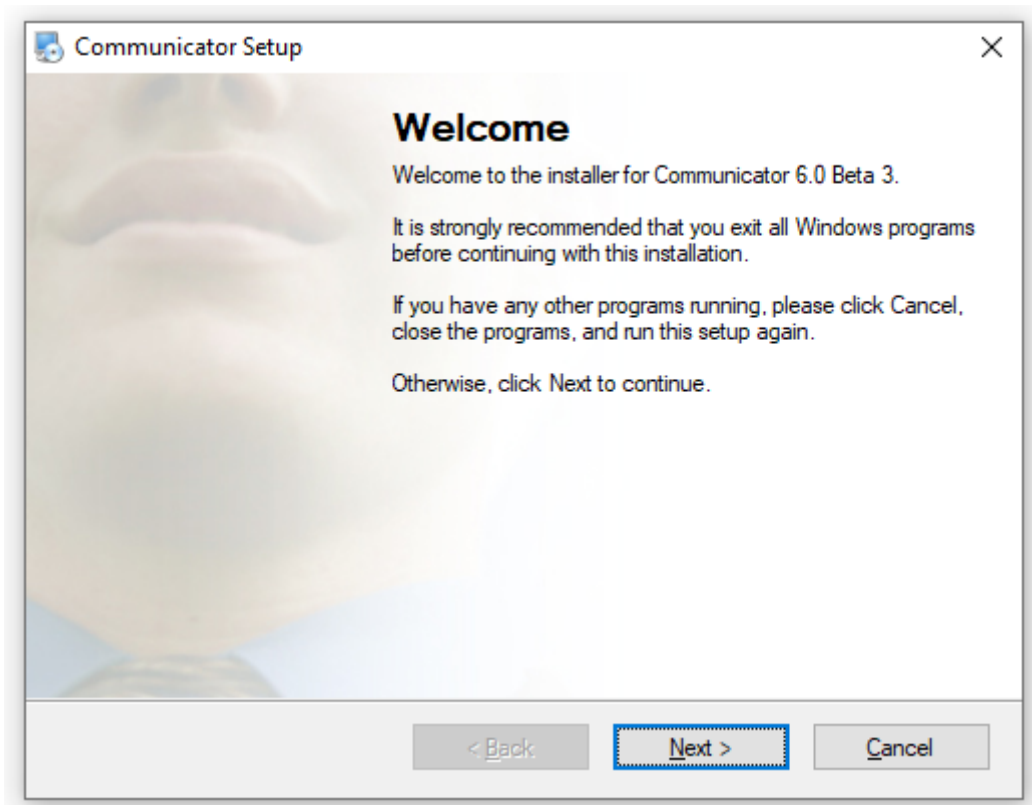 Communicator Setup
Welcome
Welcome to the installer for Communicator 6.0 Beta 3.
It is strongly recommended that you exit all Windows programs
before continuing with this installation.
If you have any other programs running, please click Cancel,
close the programs, and run this setup again.
Otherwise, click Next to continue.
< Back
Next >
Cancel